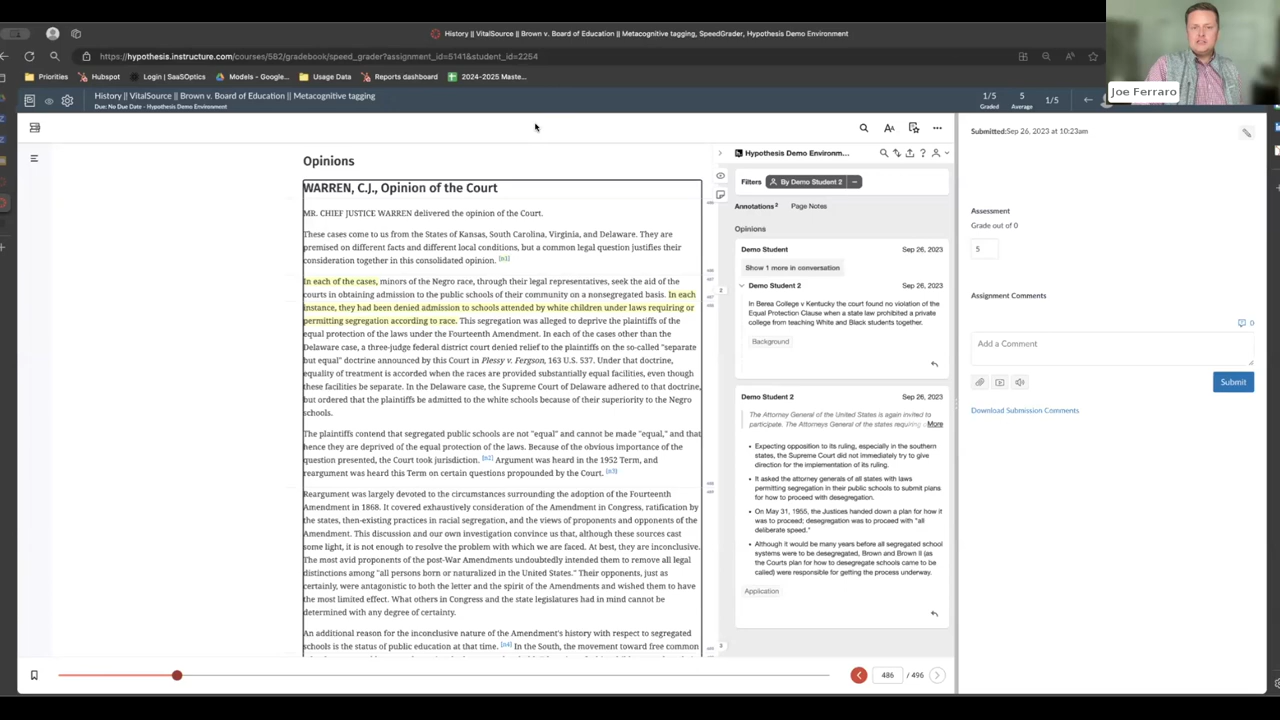 History || VitalSource || Brown v. Board of Education || Metacognitive tagging, SpeedGrader, Hypothesis Demo Environment
https://hypothesis.instructure.com/courses/582/gradebook/speed_grader?assignment_id=5141&student_id=2254
Priorities
Hubspot
Login | SaaSOptics
Models - Google...
Usage Data
Reports dashboard
2024-2025 Maste...
Joe Ferraro
History || VitalSource || Brown v. Board of Education || Metacognitive tagging
Due: No Due Date - Hypothesis Demo Environment
1/5
Graded
5
Average
1/5
Opinions
WARREN, C.J., Opinion of the Court
MR. CHIEF JUSTICE WARREN delivered the opinion of the Court.
These cases come to us from the States of Kansas, South Carolina, Virginia, and Delaware. They are
premised on different facts and different local conditions, but a common legal question justifies their
consideration together in this consolidated opinion. [n1]
In each of the cases, minors of the Negro race, through their legal representatives, seek the aid of the
courts in obtaining admission to the public schools of their community on a nonsegregated basis. In each
instance, they had been denied admission to schools attended by white children under laws requiring or
permitting segregation according to race. This segregation was alleged to deprive the plaintiffs of the
equal protection of the laws under the Fourteenth Amendment. In each of the cases other than the
Delaware case, a three-judge federal district court denied relief to the plaintiffs on the so-called "separate
but equal" doctrine announced by this Court in Plessy v. Fergson, 163 U.S. 537. Under that doctrine,
equality of treatment is accorded when the races are provided substantially equal facilities, even though
these facilities be separate. In the Delaware case, the Supreme Court of Delaware adhered to that doctrine,
but ordered that the plaintiffs be admitted to the white schools because of their superiority to the Negro
schools.
The plaintiffs contend that segregated public schools are not "equal" and cannot be made "equal," and that
hence they are deprived of the equal protection of the laws. Because of the obvious importance of the
question presented, the Court took jurisdiction. [n2] Argument was heard in the 1952 Term, and
reargument was heard this Term on certain questions propounded by the Court. [n3]
Reargument was largely devoted to the circumstances surrounding the adoption of the Fourteenth
Amendment in 1868. It covered exhaustively consideration of the Amendment in Congress, ratification by
the states, then-existing practices in racial segregation, and the views of proponents and opponents of the
Amendment. This discussion and our own investigation convince us that, although these sources cast
some light, it is not enough to resolve the problem with which we are faced. At best, they are inconclusive.
The most avid proponents of the post-War Amendments undoubtedly intended them to remove all legal
distinctions among "all persons born or naturalized in the United States." Their opponents, just as
certainly, were antagonistic to both the letter and the spirit of the Amendments and wished them to have
the most limited effect. What others in Congress and the state legislatures had in mind cannot be
determined with any degree of certainty.
An additional reason for the inconclusive nature of the Amendment's history with respect to segregated
schools is the status of public education at that time. [n4] In the South, the movement toward free common
486 / 496
Hypothesis Demo Environm...
Filters
By Demo Student 2
Annotations 2
Page Notes
Opinions
Demo Student
Sep 26, 2023
Show 1 more in conversation
Demo Student 2
Sep 26, 2023
In Berea College v Kentucky the court found no violation of the
Equal Protection Clause when a state law prohibited a private
college from teaching White and Black students together.
Background
Demo Student 2
Sep 26, 2023
The Attorney General of the United States is again invited to
participate. The Attorneys General of the states requiring
More
• Expecting opposition to its ruling, especially in the southern
states, the Supreme Court did not immediately try to give
direction for the implementation of its ruling.
• It asked the attorney generals of all states with laws
permitting segregation in their public schools to submit plans
for how to proceed with desegregation.
• On May 31, 1955, the Justices handed down a plan for how it
was to proceed; desegregation was to proceed with "all
deliberate speed."
• Although it would be many years before all segregated school
systems were to be desegregated, Brown and Brown II (as
the Courts plan for how to desegregate schools came to be
called) were responsible for getting the process underway.
Application
2
3
Submitted: Sep 26, 2023 at 10:23am
Assessment
Grade out of 0
5
Assignment Comments
0
Add a Comment
Submit
Download Submission Comments